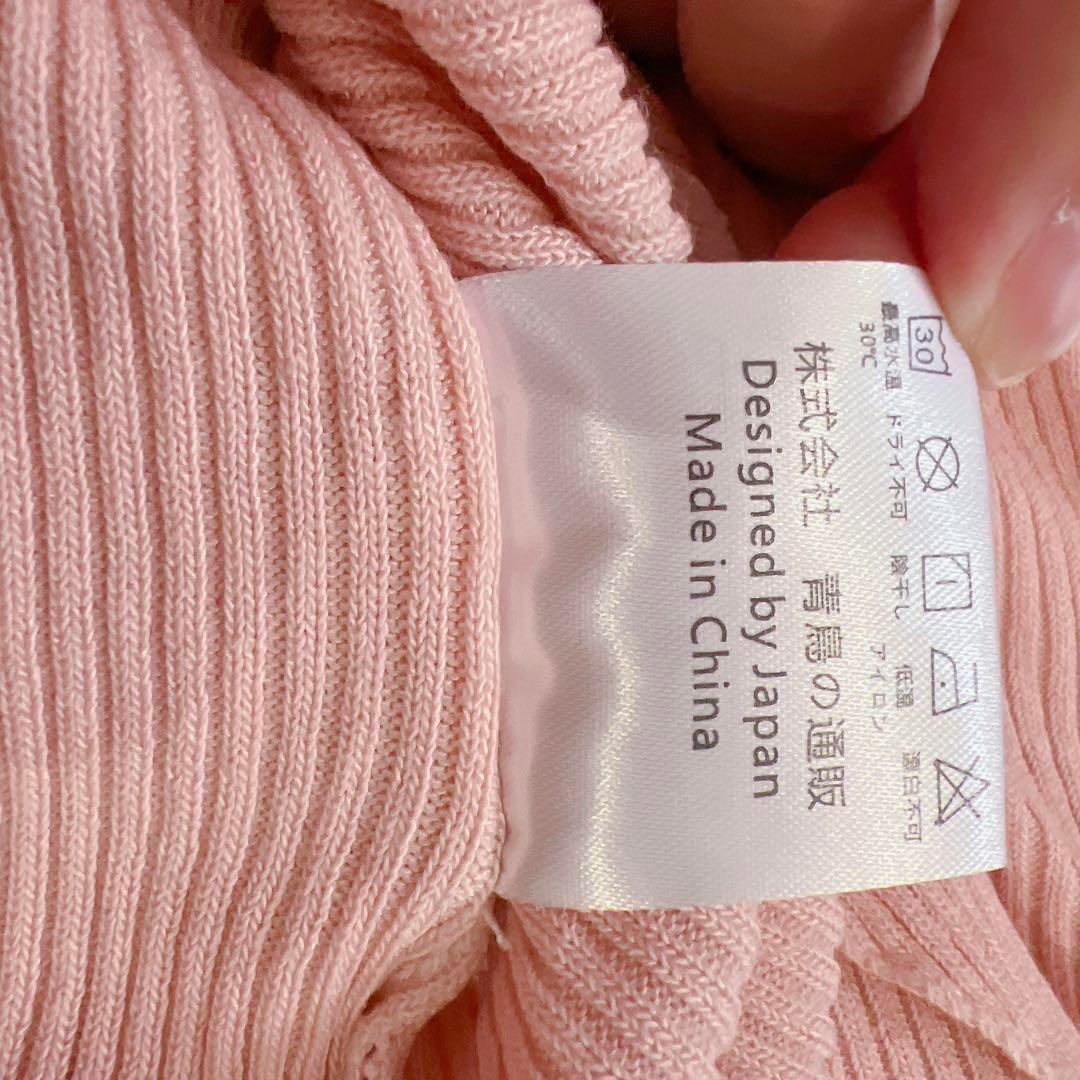 30
最高水温
30℃
ドライ不可
陰干し
低温
アイロン
漂白不可
株式会社 青鳥の通販
Designed by Japan
Made in China